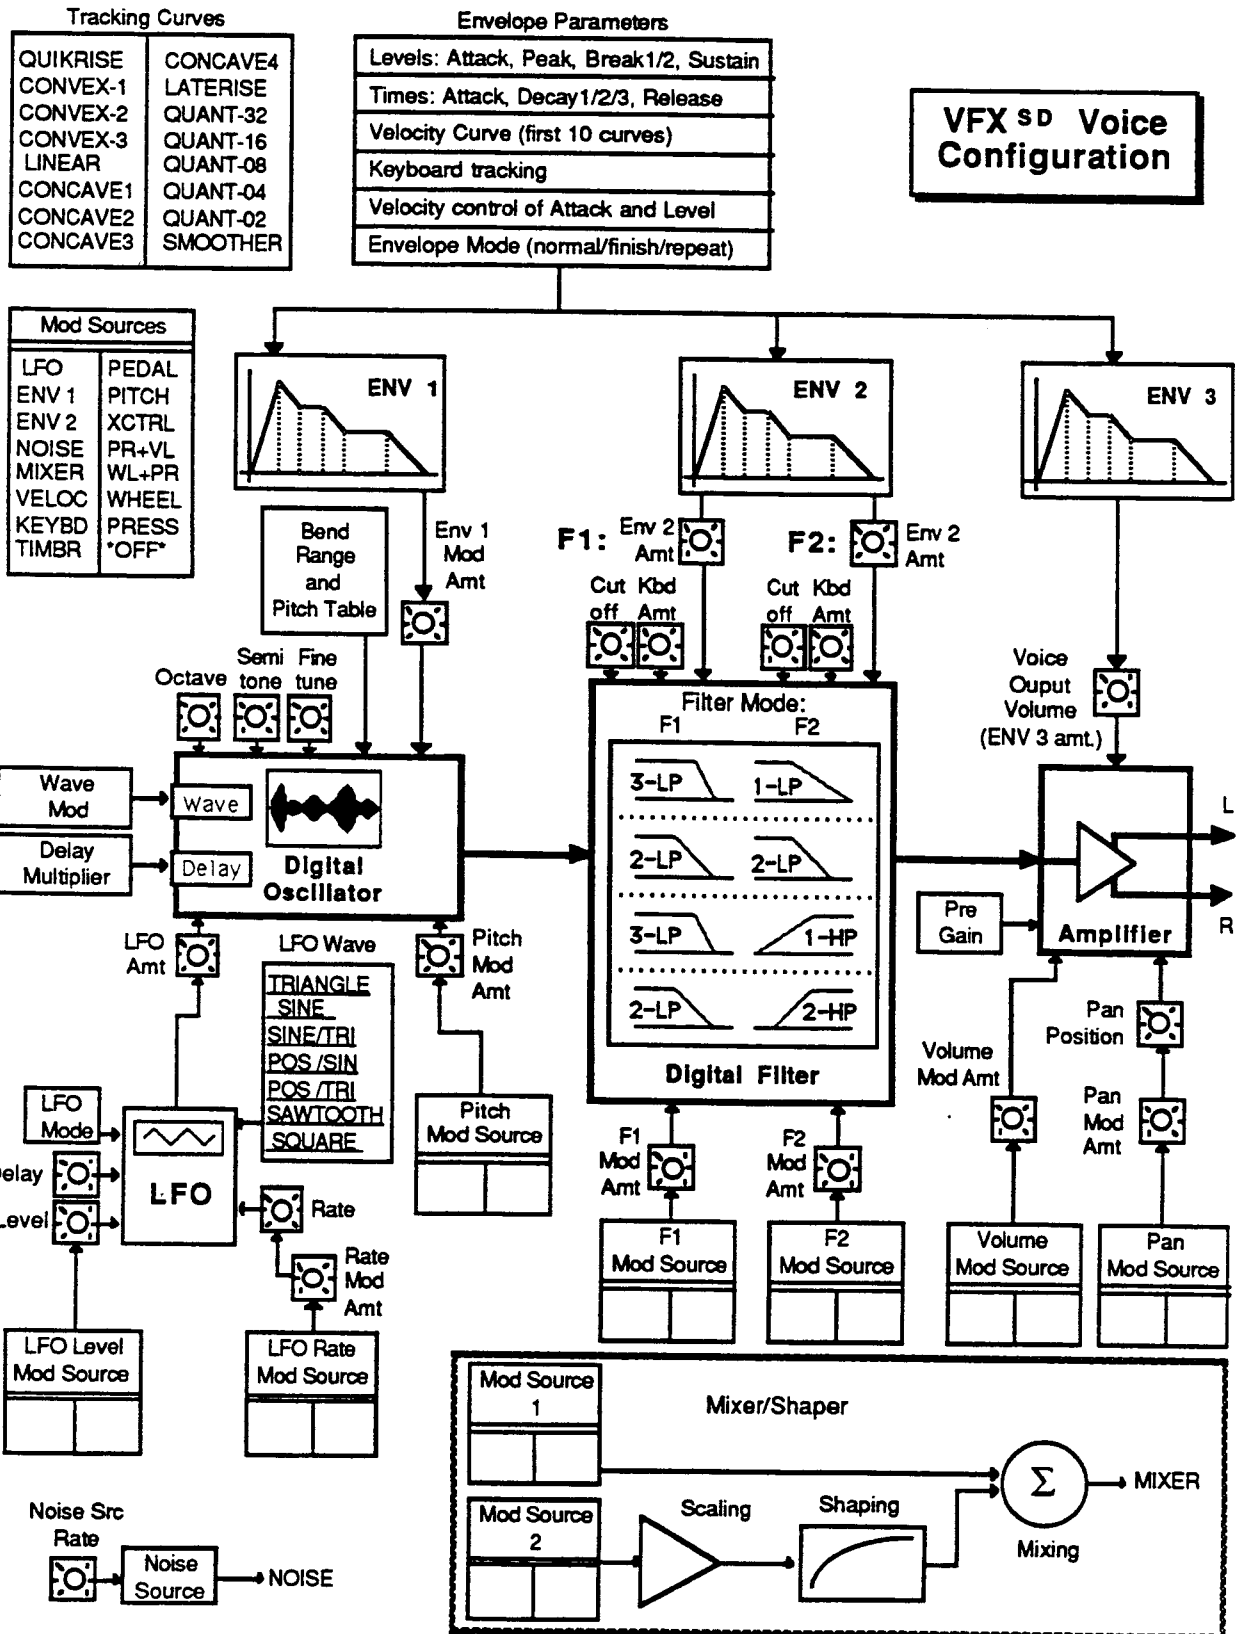 Tracking Curves
QUIKRISE
CONVEX-1
CONVEX-2
CONVEX-3
LINEAR
CONCAVE1
CONCAVE2
CONCAVE3
CONCAVE4
LATERISE
QUANT-32
QUANT-16
QUANT-08
QUANT-04
QUANT-02
SMOOTHER
Envelope Parameters
Levels: Attack, Peak, Break1/2, Sustain
Times: Attack, Decay1/2/3, Release
Velocity Curve (first 10 curves)
Keyboard tracking
Velocity control of Attack and Level
Envelope Mode (normal/finish/repeat)
VFX SD Voice
Configuration
Mod Sources
LFO
ENV 1
ENV 2
NOISE
MIXER
VELOC
KEYBD
TIMBR
PEDAL
PITCH
XCTRL
PR+VL
WL+PR
WHEEL
PRESS
*OFF*
ENV 1
ENV 2
ENV 3
Bend
Range
and
Pitch Table
Env 1
Mod
Amt
F1:
Env 2
Amt
F2:
Env 2
Amt
Cut
off
Kbd
Amt
Cut
off
Kbd
Amt
Octave
Semi
tone
Fine
tune
Voice
Ouput
Volume
(ENV 3 amt.)
Wave
Mod
Wave
Delay
Multiplier
Delay
Digital
Oscillator
Filter Mode:
F1
F2
3-LP
1-LP
2-LP
2-LP
3-LP
1-HP
2-LP
2-HP
Digital Filter
L
R
Pre
Gain
Amplifier
LFO
Amt
LFO Wave
TRIANGLE
SINE
SINE/TRI
POS/SIN
POS/TRI
SAWTOOTH
SQUARE
Pitch
Mod
Amt
Pitch
Mod Source
Volume
Mod Amt
Pan
Position
Pan
Mod
Amt
LFO
Mode
elay
Level
LFO
Rate
Rate
Mod
Amt
F1
Mod
Amt
F2
Mod
Amt
F1
Mod Source
F2
Mod Source
Volume
Mod Source
Pan
Mod Source
LFO Level
Mod Source
LFO Rate
Mod Source
Mod Source
1
Mixer/Shaper
Mod Source
2
Scaling
Shaping
Σ
Mixing
MIXER
Noise Src
Rate
Noise
Source
NOISE